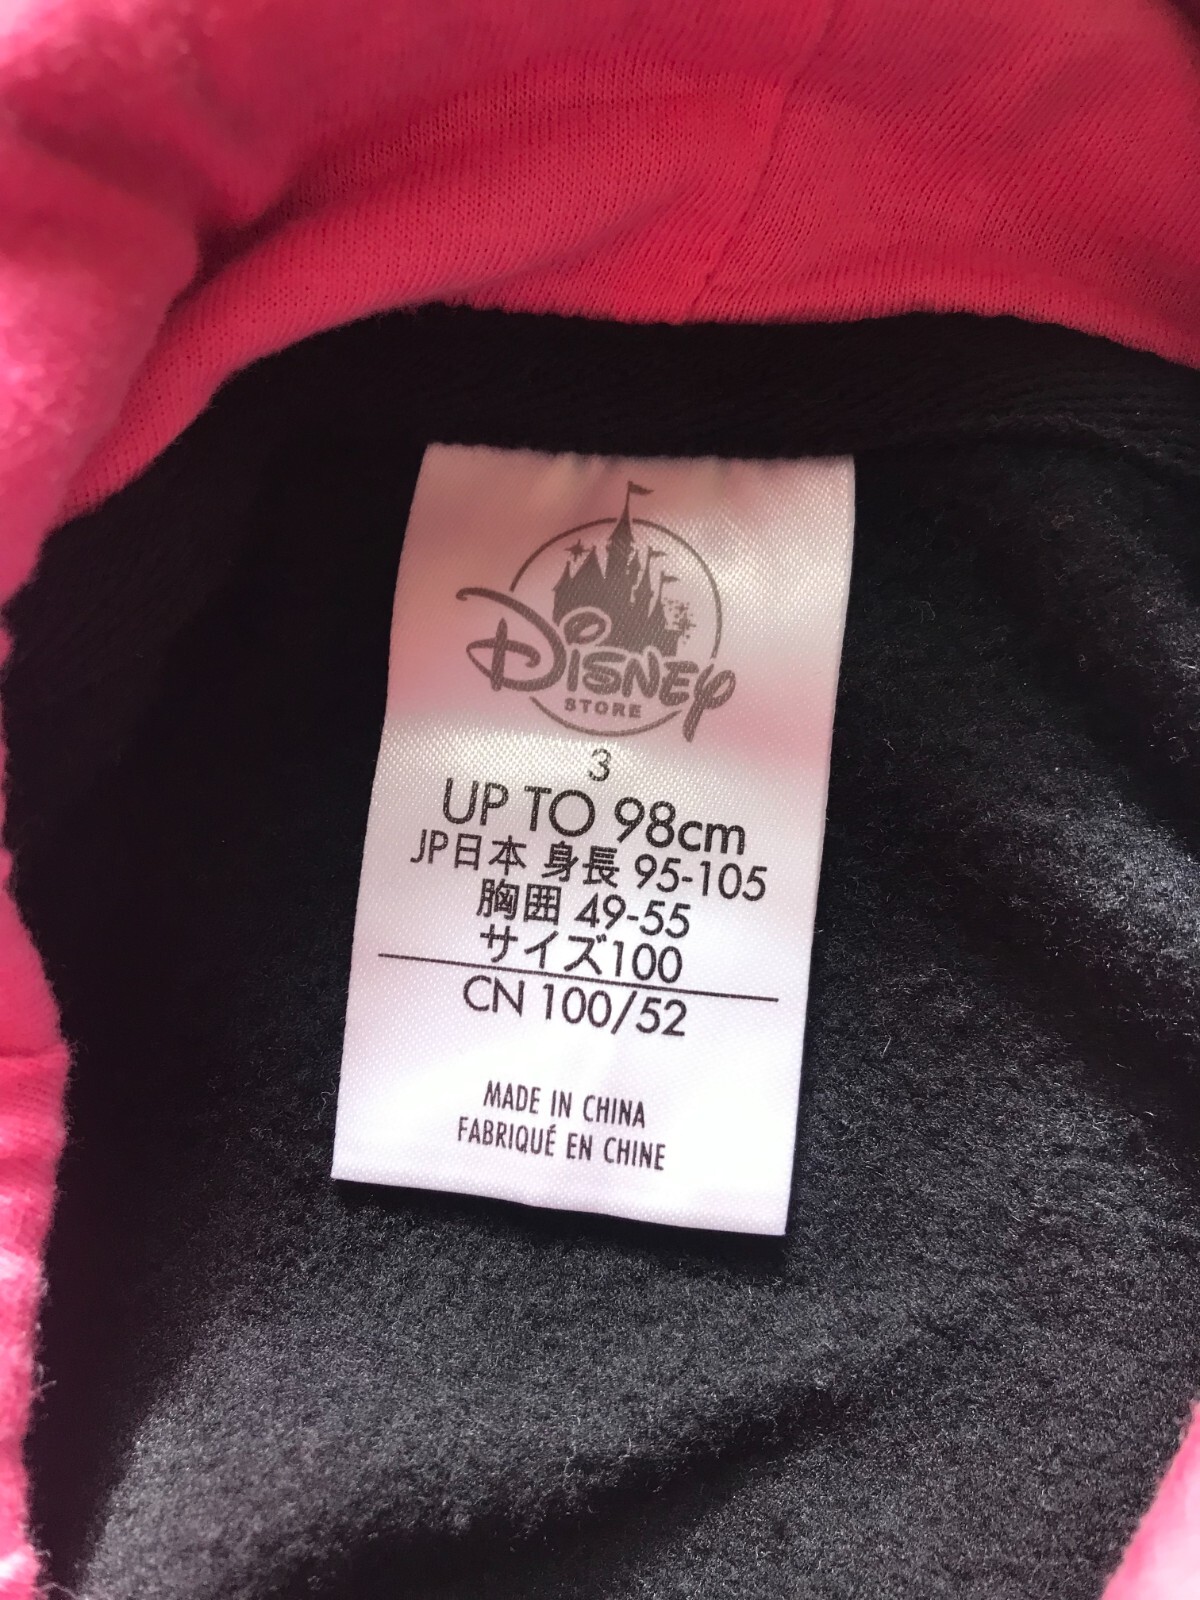 Disney
STORE
3
UP TO 98cm
JP日本 身長 95-105
胸囲 49-55
サイズ100
CN 100/52
MADE IN CHINA
FABRIQUÉ EN CHINE